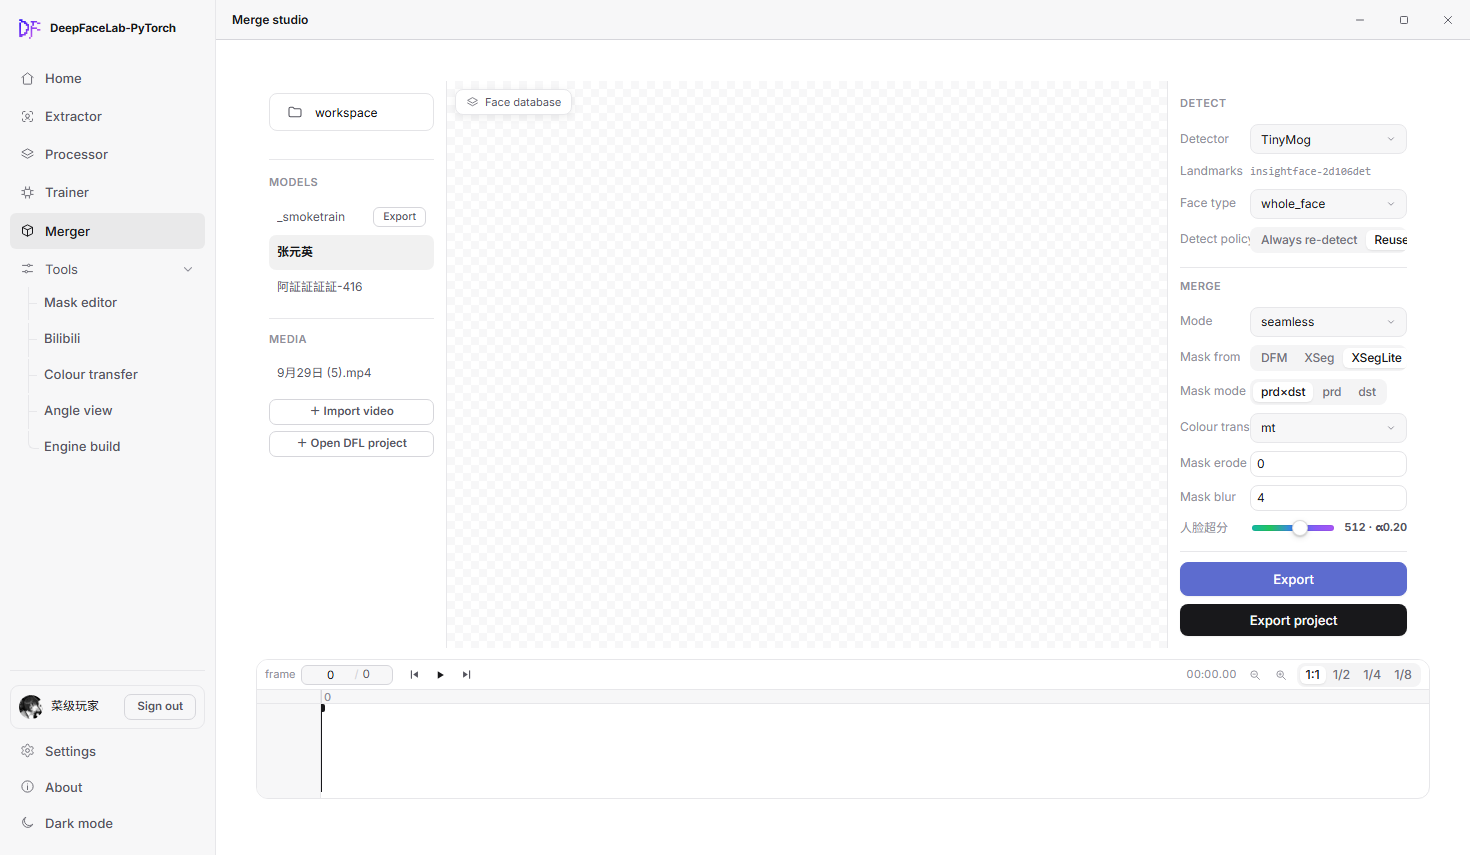 DeepFaceLab-PyTorch
Merge studio
Home
Extractor
Processor
Trainer
Merger
Tools
Mask editor
Bilibili
Colour transfer
Angle view
Engine build
菜级玩家
Sign out
Settings
About
Dark mode
workspace
MODELS
_smoketrain
Export
张元英
阿証証証証-416
MEDIA
9月29日 (5).mp4
+ Import video
+ Open DFL project
Face database
DETECT
Detector TinyMog
Landmarks insightface-2d106det
Face type whole_face
Detect policy Always re-detect Reuse
MERGE
Mode seamless
Mask from DFM XSeg XSegLite
Mask mode prd×dst prd dst
Colour trans mt
Mask erode 0
Mask blur 4
人脸超分 512 · α0.20
Export
Export project
frame 0 / 0
00:00.00 1:1 1/2 1/4 1/8
0